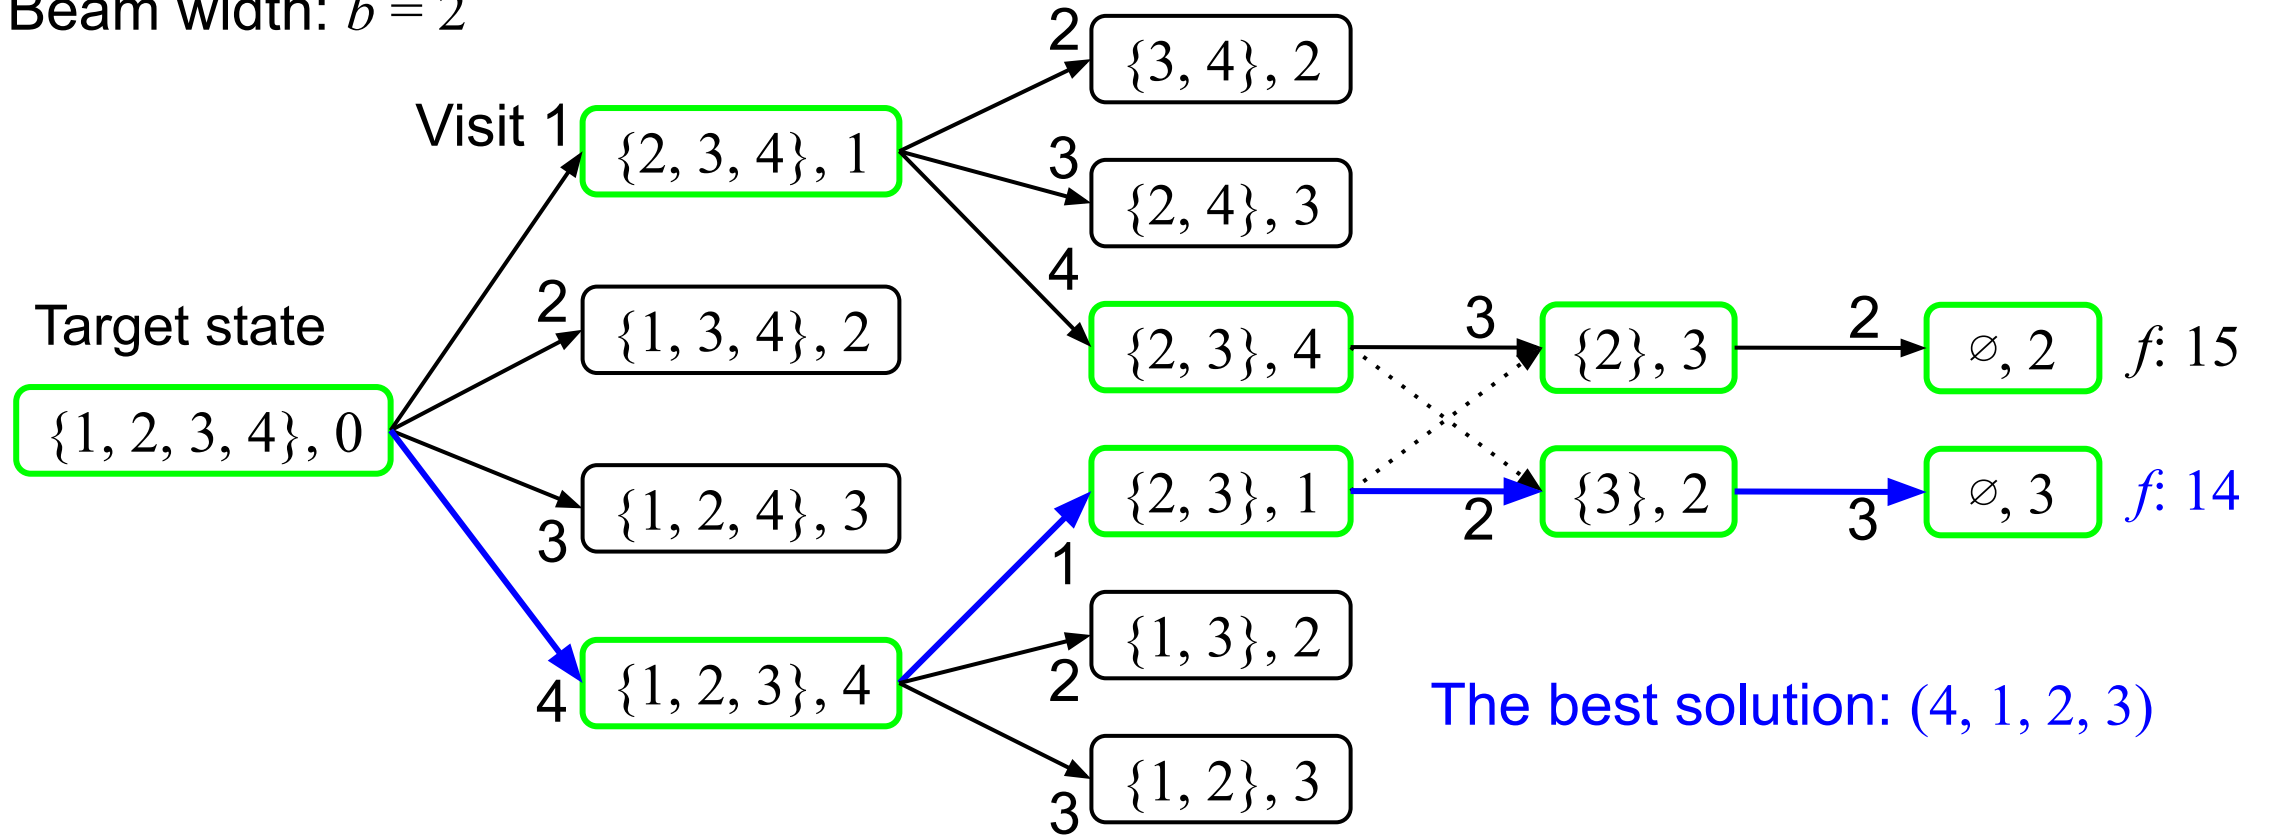 Beam width: b = 2
Target state
{1, 2, 3, 4}, 0
Visit 1
{2, 3, 4}, 1
2
{1, 3, 4}, 2
3
{1, 2, 4}, 3
4
{1, 2, 3}, 4
2
{3, 4}, 2
3
{2, 4}, 3
4
{2, 3}, 4
1
{2, 3}, 1
2
{1, 3}, 2
3
{1, 2}, 3
3
{2}, 3
2
∅, 2
f: 15
2
{3}, 2
3
∅, 3
f: 14
The best solution: (4, 1, 2, 3)